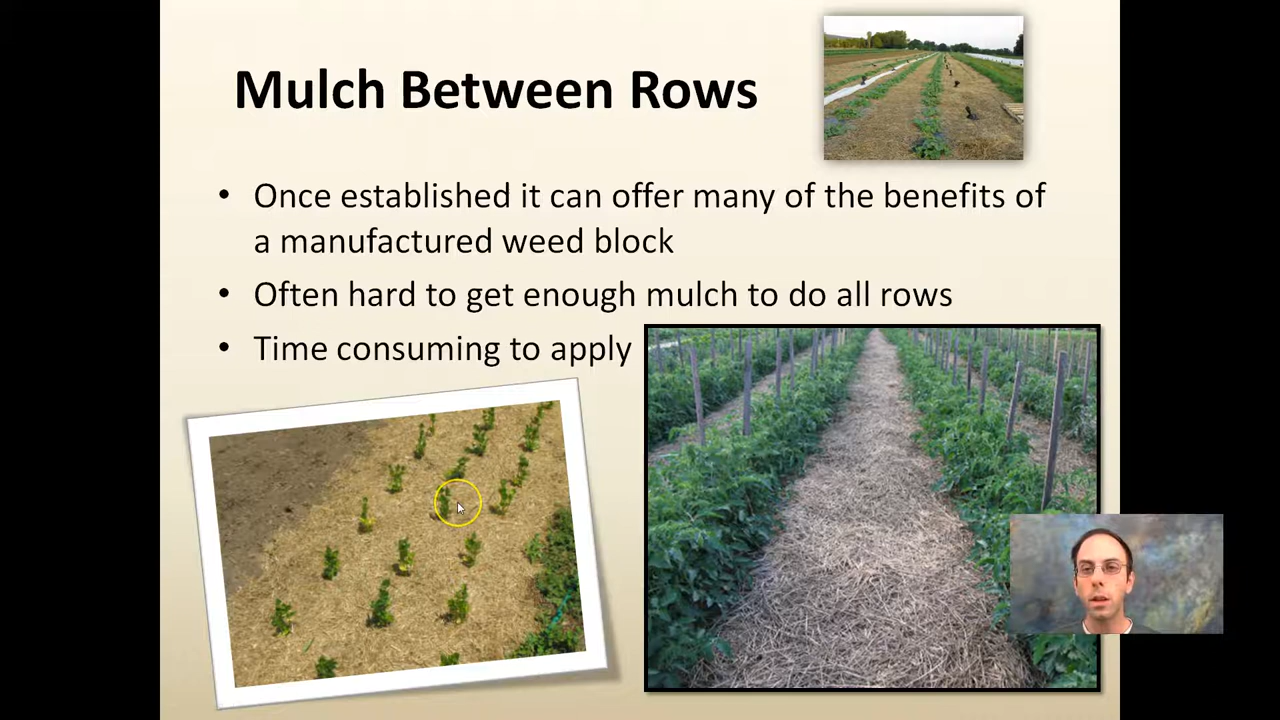 Mulch Between Rows
• Once established it can offer many of the benefits of
a manufactured weed block
• Often hard to get enough mulch to do all rows
• Time consuming to apply